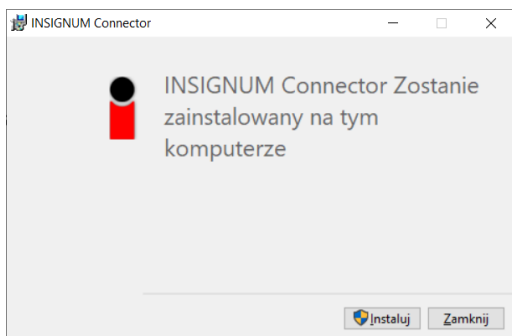 INSIGNUM Connector
INSIGNUM Connector Zostanie
zainstalowany na tym
komputerze
Instaluj
Zamknij